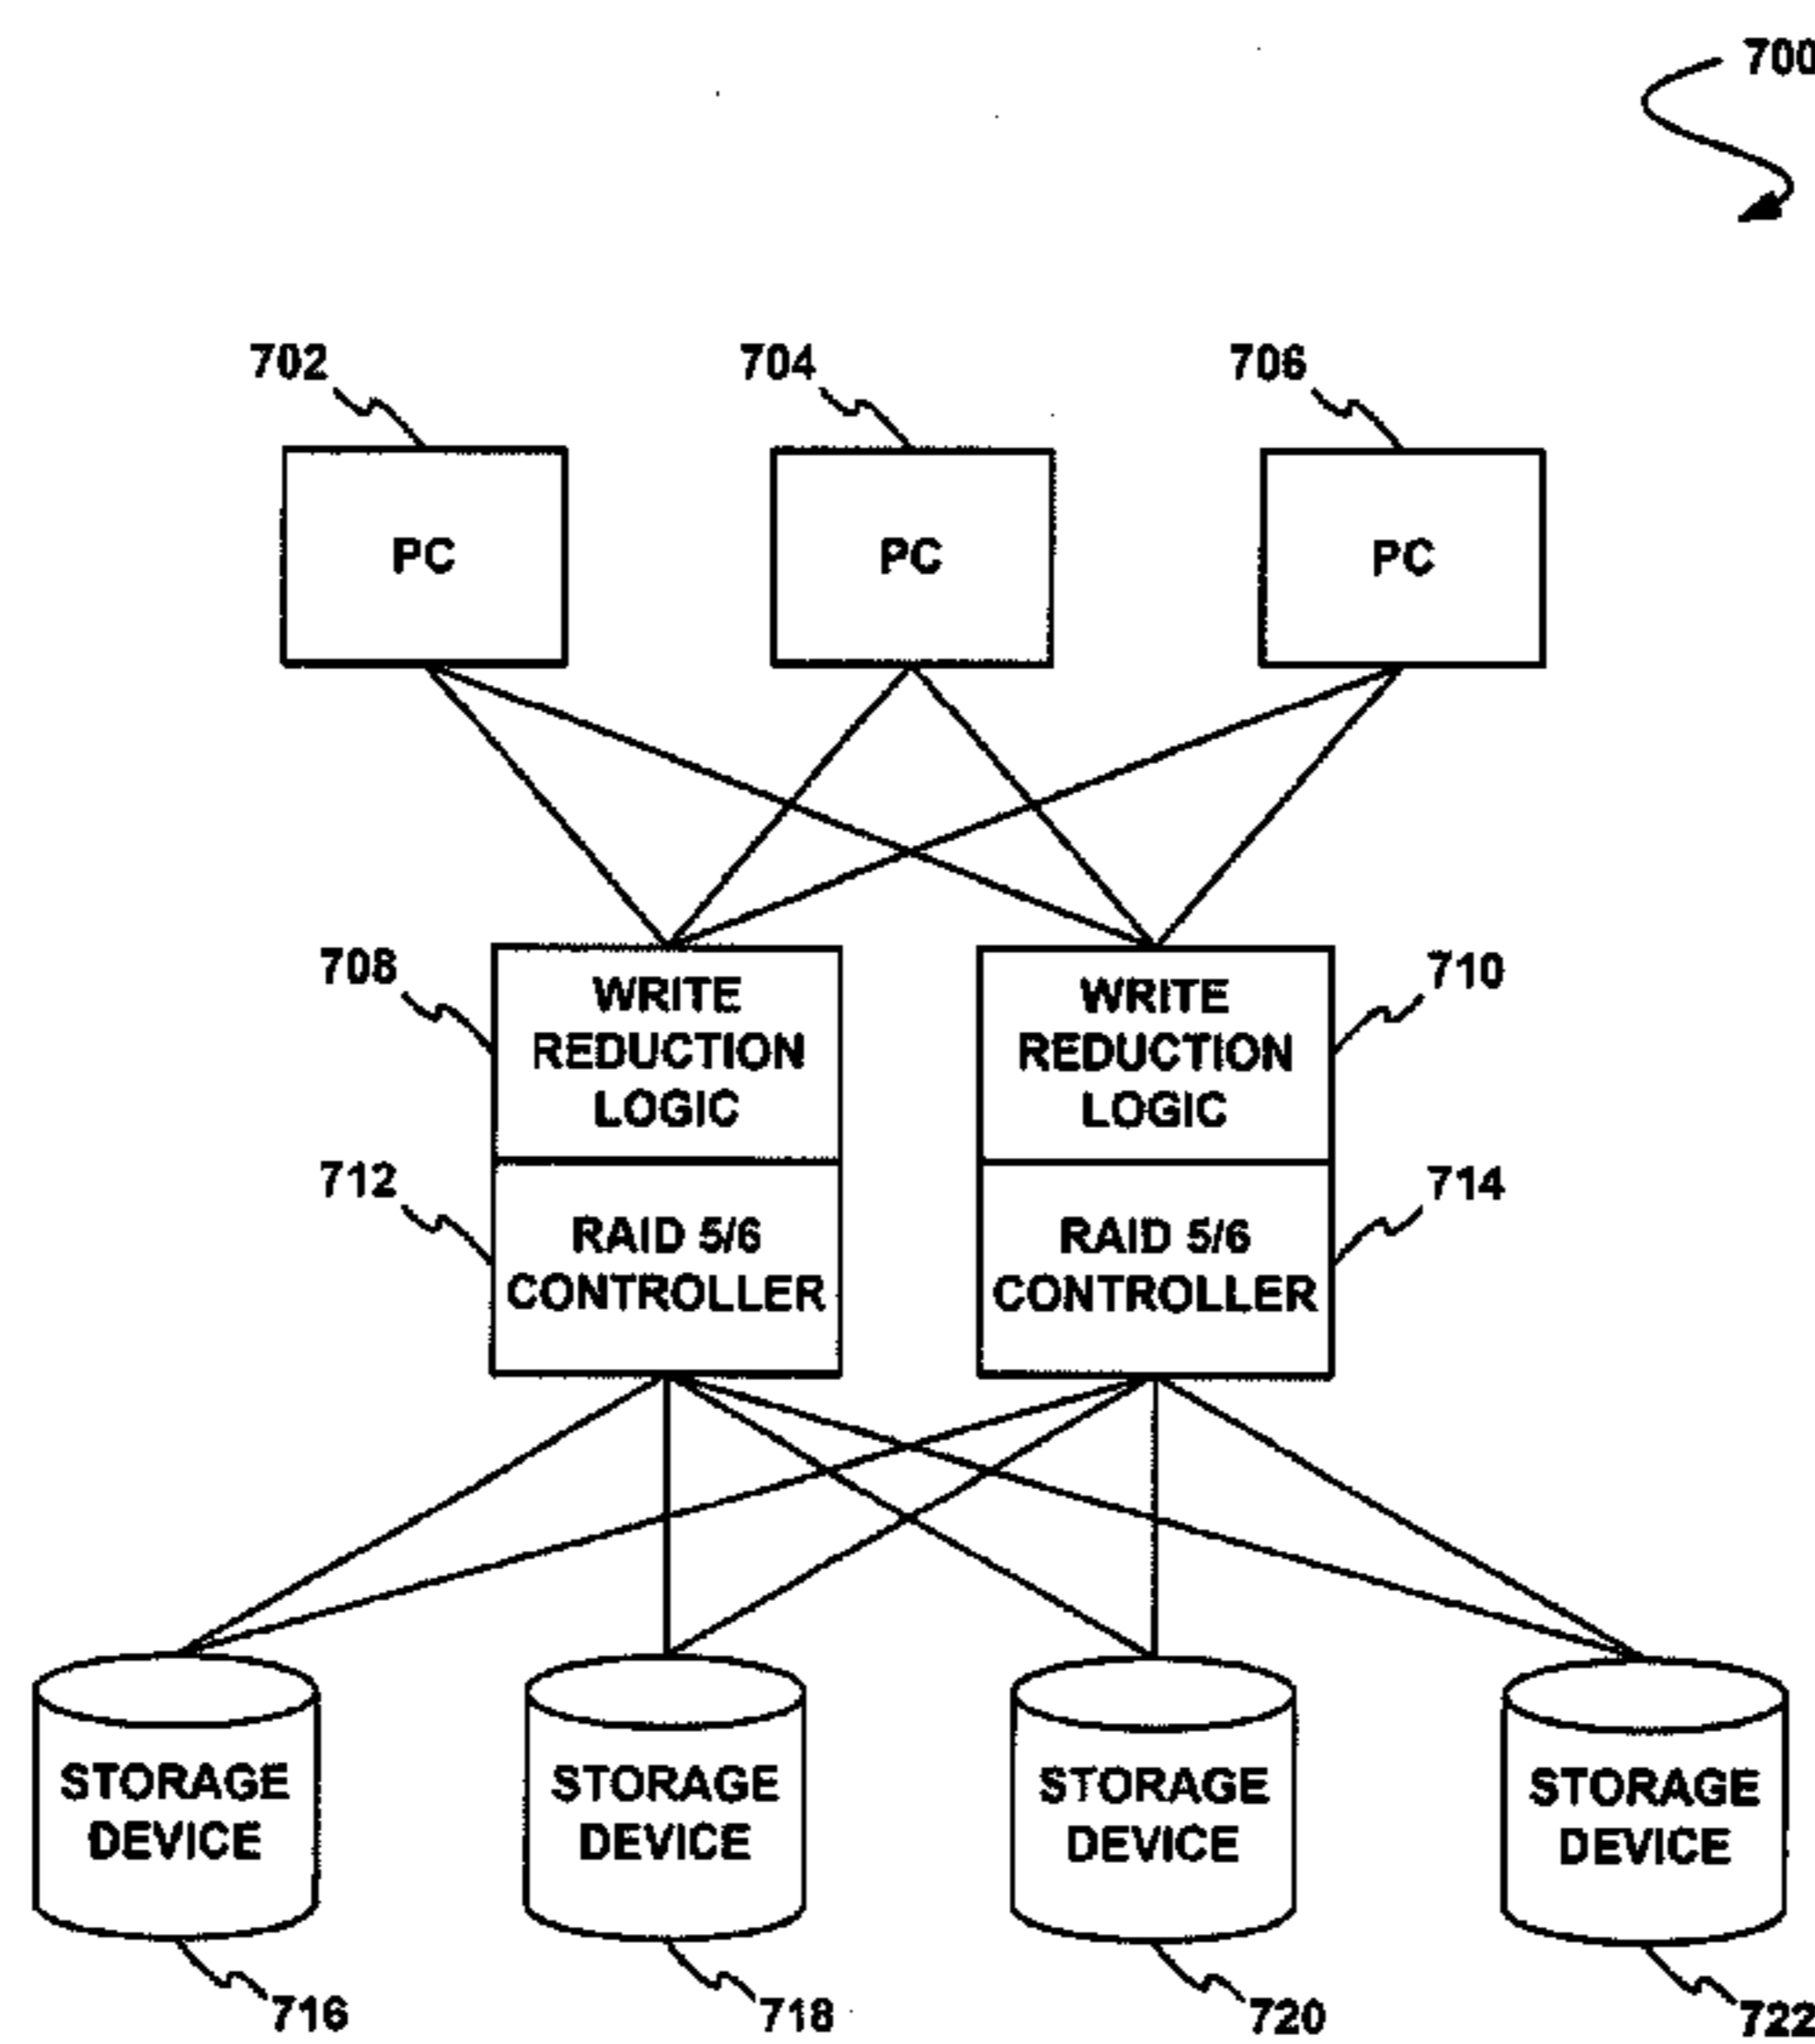 700
702
704
706
PC
PC
PC
708
WRITE
REDUCTION
LOGIC
WRITE
REDUCTION
LOGIC
710
712
RAID 5/6
CONTROLLER
RAID 5/6
CONTROLLER
714
STORAGE
DEVICE
STORAGE
DEVICE
STORAGE
DEVICE
STORAGE
DEVICE
716
718
720
722